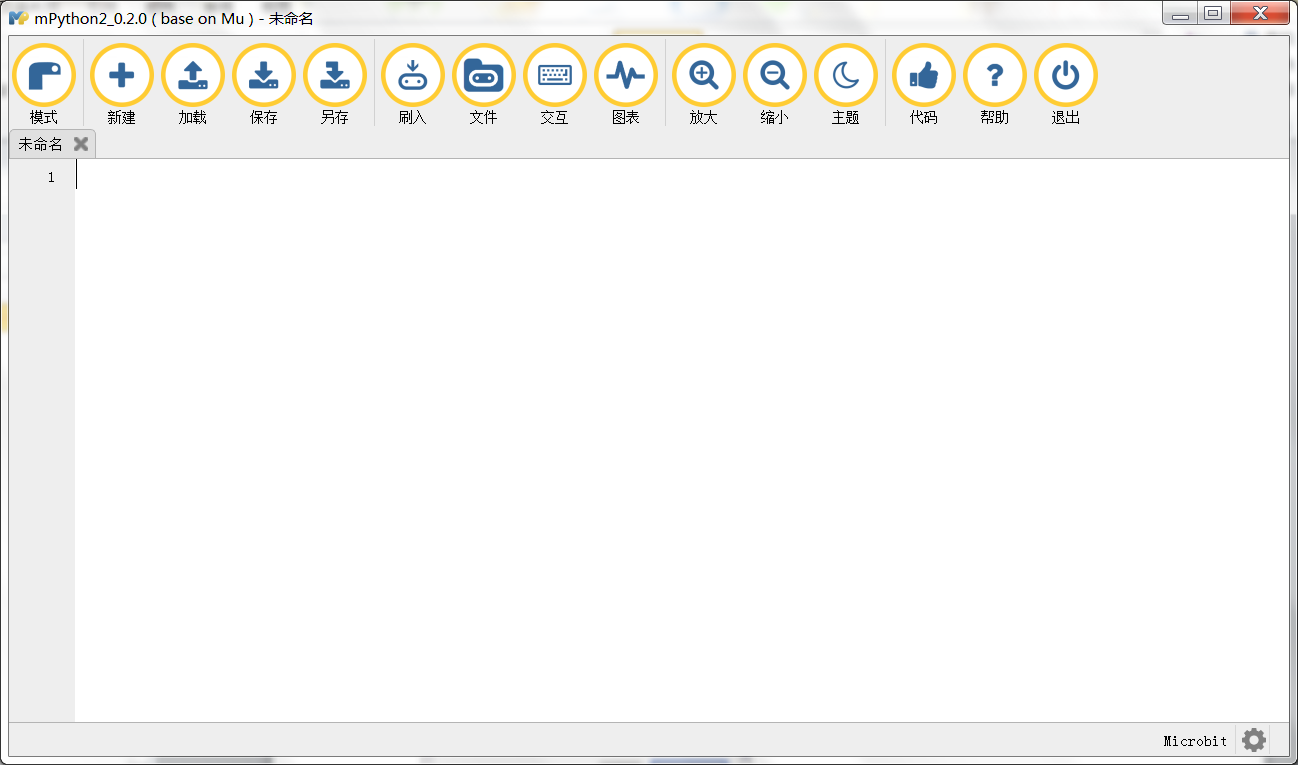 mPython2_0.2.0 ( base on Mu ) - 未命名
模式 新建 加载 保存 另存 刷入 文件 交互 图表 放大 缩小 主题 代码 帮助 退出
未命名
1
Microbit